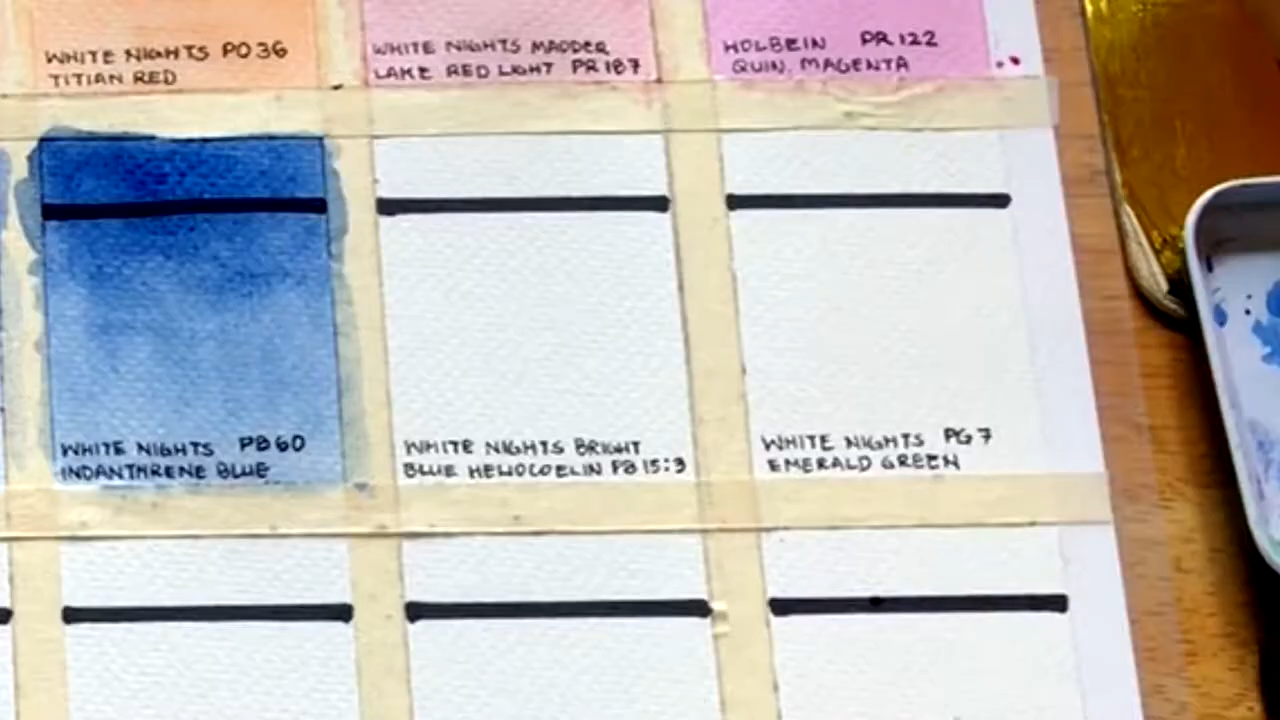 WHITE NIGHTS PO36
TITIAN RED
WHITE NIGHTS MADDER
LAKE RED LIGHT PR187
HOLBEIN PR122
QUIN. MAGENTA
WHITE NIGHTS PB60
INDANTHRENE BLUE
WHITE NIGHTS BRIGHT
BLUE HELIOCOELIN PB15:3
WHITE NIGHTS PG7
EMERALD GREEN